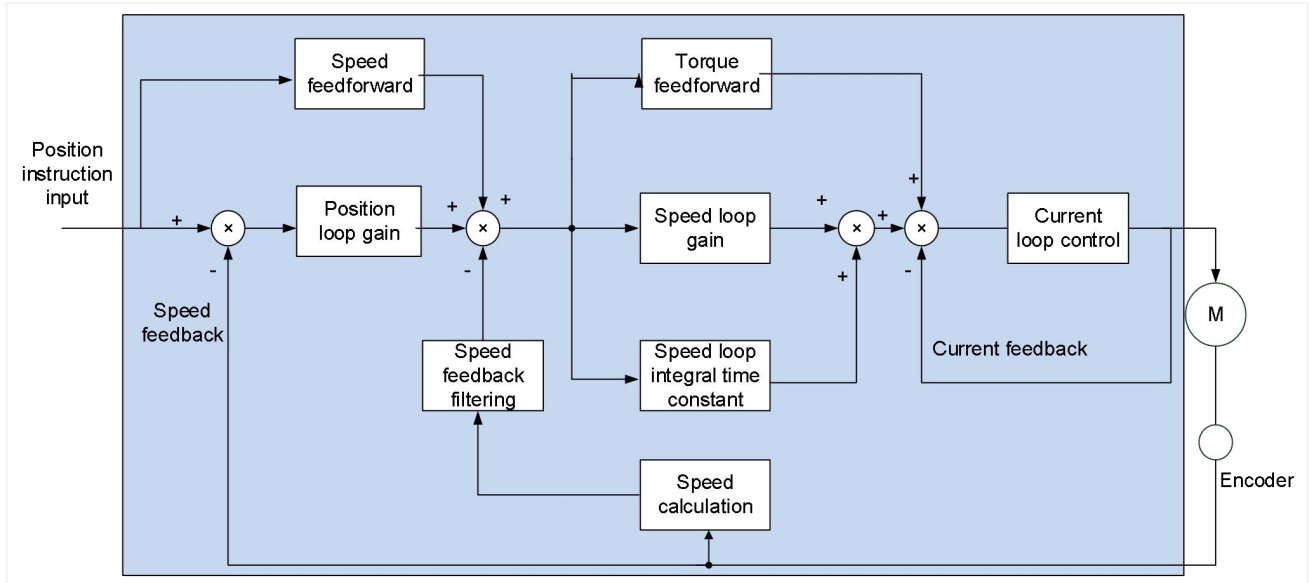 Speed
feedforward
Torque
feedforward
Position
instruction
input
+
×
-
Position
loop gain
+
+
×
-
Speed loop
gain
+
×
+
+
+
×
-
Current
loop control
M
Speed
feedback
Speed
feedback
filtering
Speed loop
integral time
constant
Current feedback
Speed
calculation
Encoder